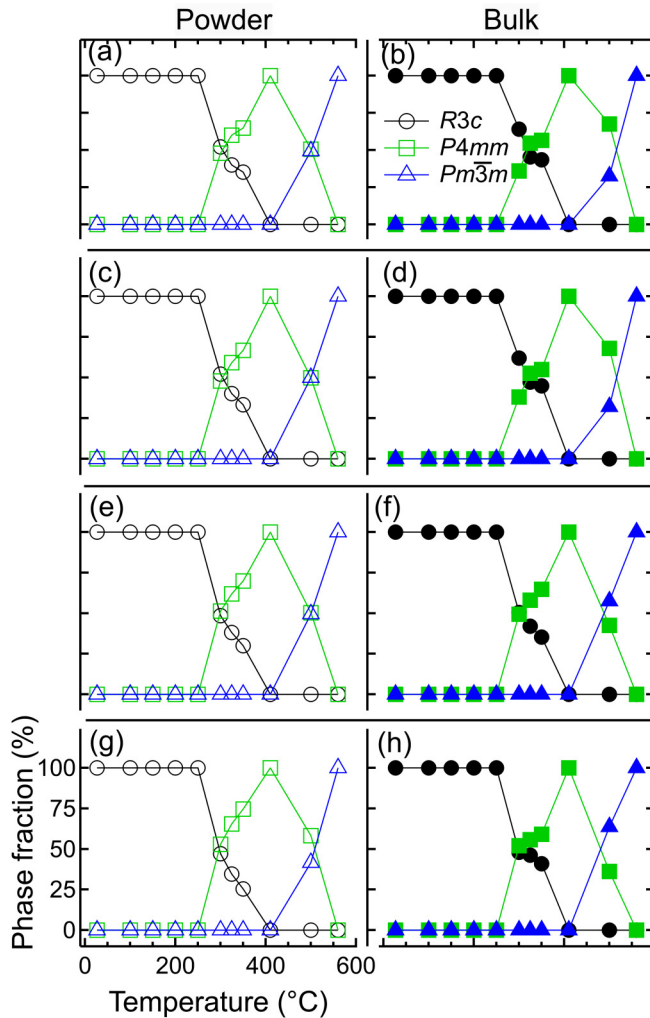 Powder Bulk
(a) (b)
R3c
P4mm
Pm3̅m
(c) (d)
(e) (f)
(g) (h)
100
75
50
25
0
Phase fraction (%)
0 200 400 600
Temperature (°C)